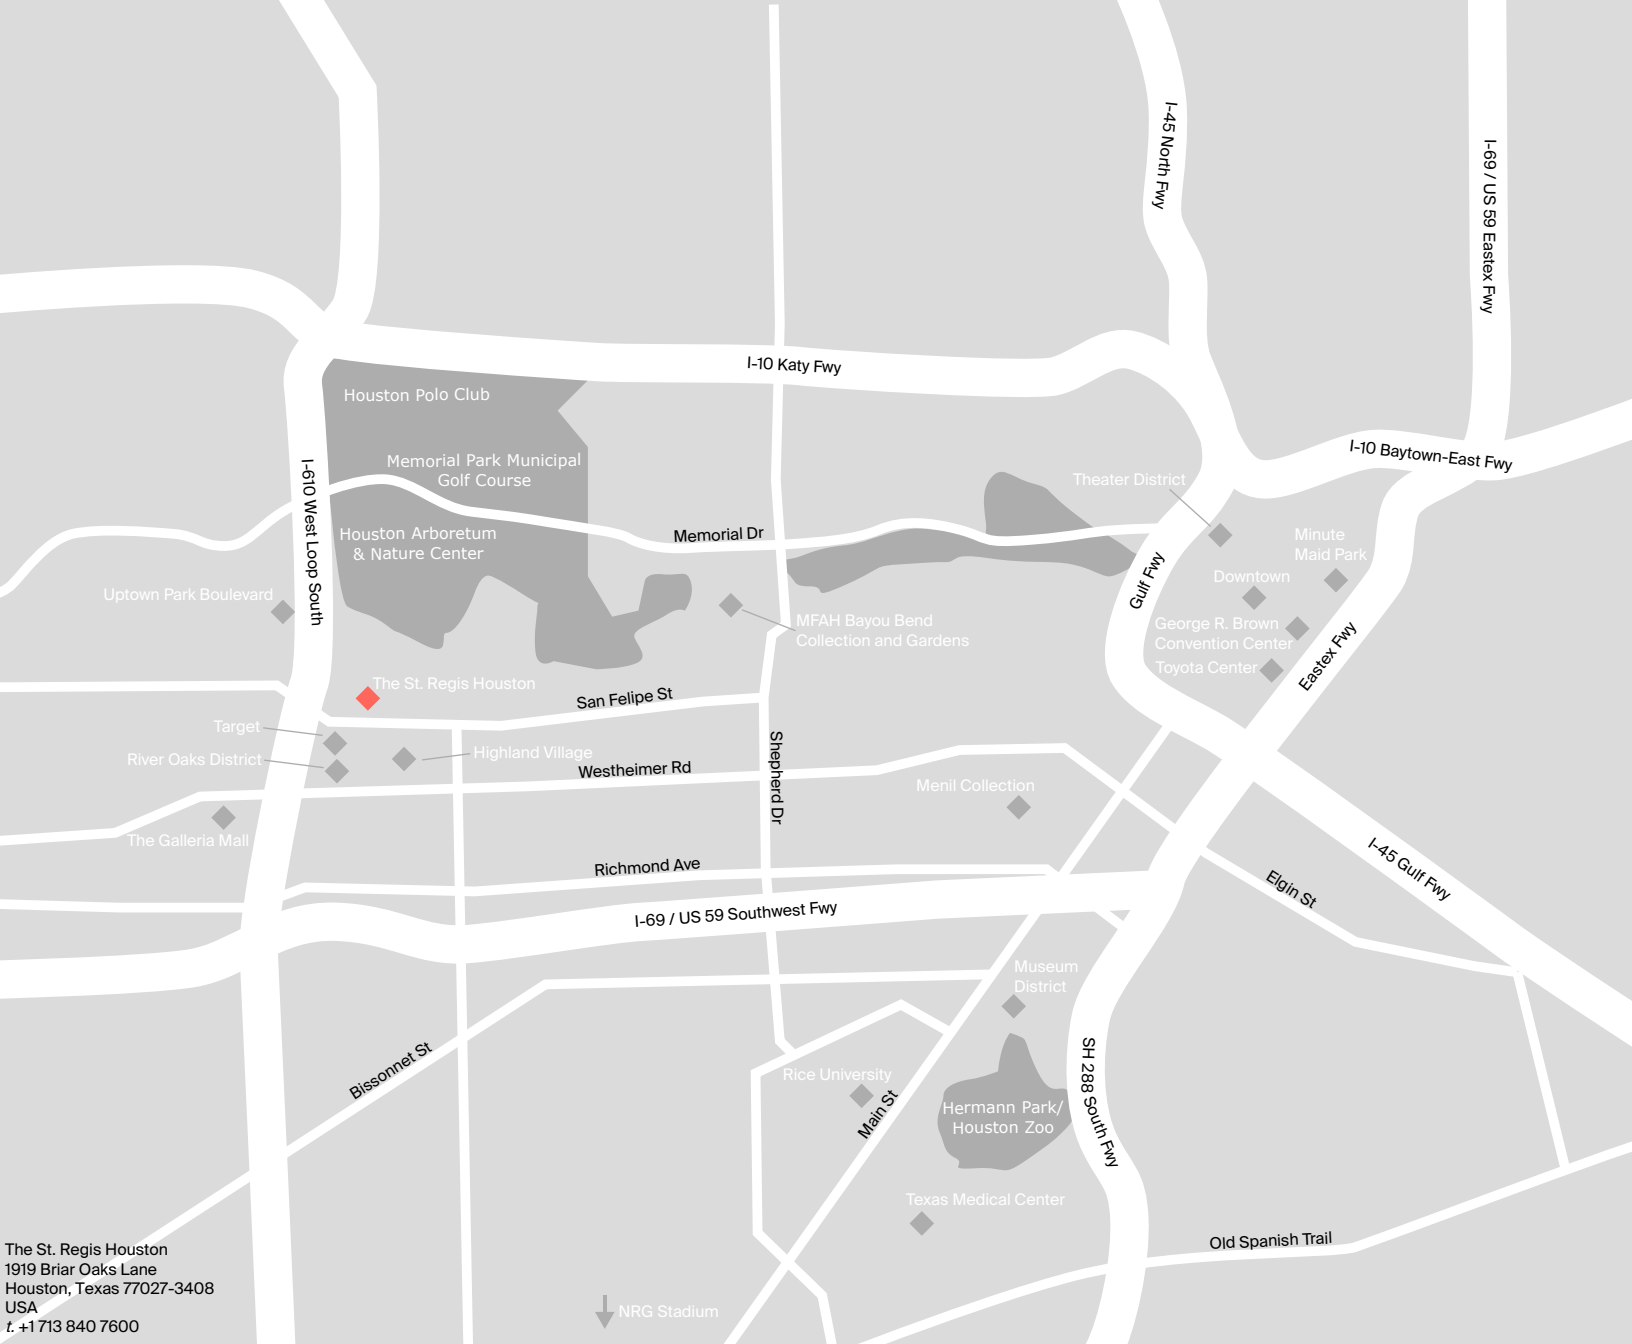 I-45 North Fwy
I-69 / US 59 Eastex Fwy
I-10 Katy Fwy
Houston Polo Club
I-10 Baytown-East Fwy
Memorial Park Municipal
Golf Course
I-610 West Loop South
Theater District
Houston Arboretum
& Nature Center
Memorial Dr
Minute
Maid Park
Gulf Fwy
Downtown
Uptown Park Boulevard
MFAH Bayou Bend
Collection and Gardens
George R. Brown
Convention Center
Eastex Fwy
Toyota Center
The St. Regis Houston
San Felipe St
Target
River Oaks District
Highland Village
Westheimer Rd
Shepherd Dr
Menil Collection
The Galleria Mall
Richmond Ave
I-45 Gulf Fwy
Elgin St
I-69 / US 59 Southwest Fwy
Museum
District
Bissonnet St
SH 288 South Fwy
Rice University
Main St
Hermann Park/
Houston Zoo
Texas Medical Center
Old Spanish Trail
The St. Regis Houston
1919 Briar Oaks Lane
Houston, Texas 77027-3408
USA
t. +1 713 840 7600
NRG Stadium